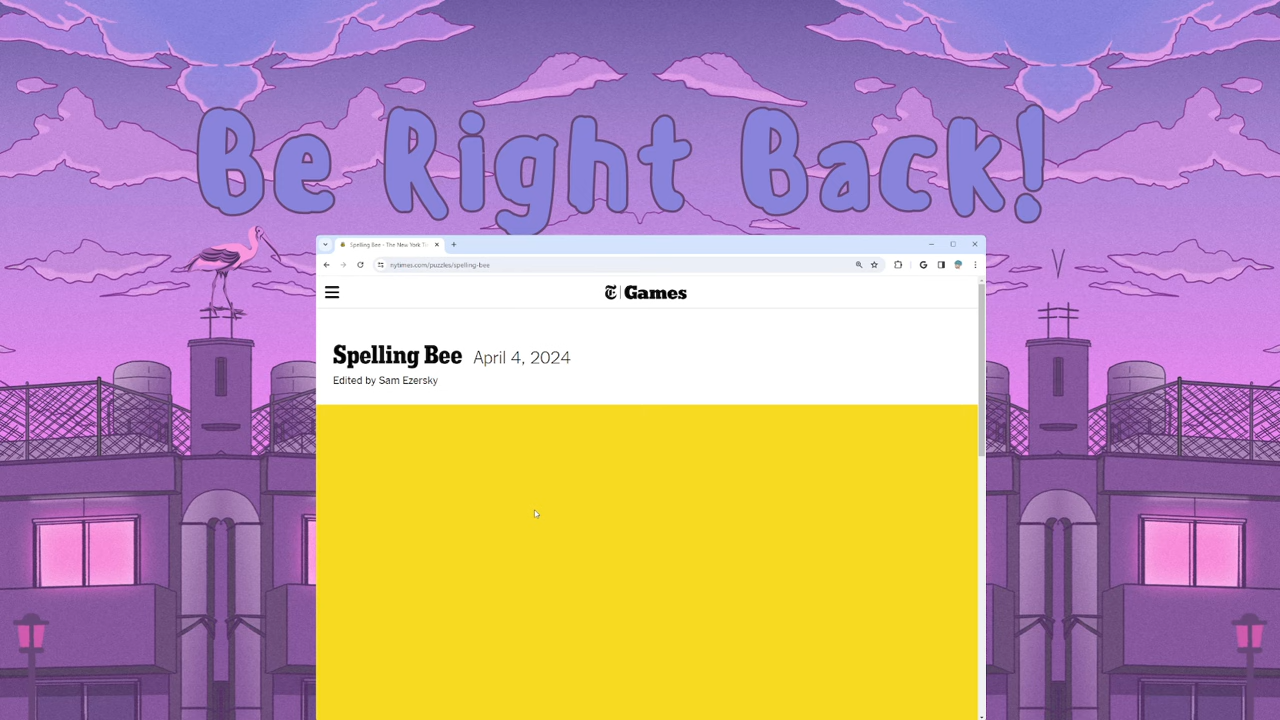 Be Right Back!
Spelling Bee - The New York Ti
nytimes.com/puzzles/spelling-bee
Games
Spelling Bee April 4, 2024
Edited by Sam Ezersky